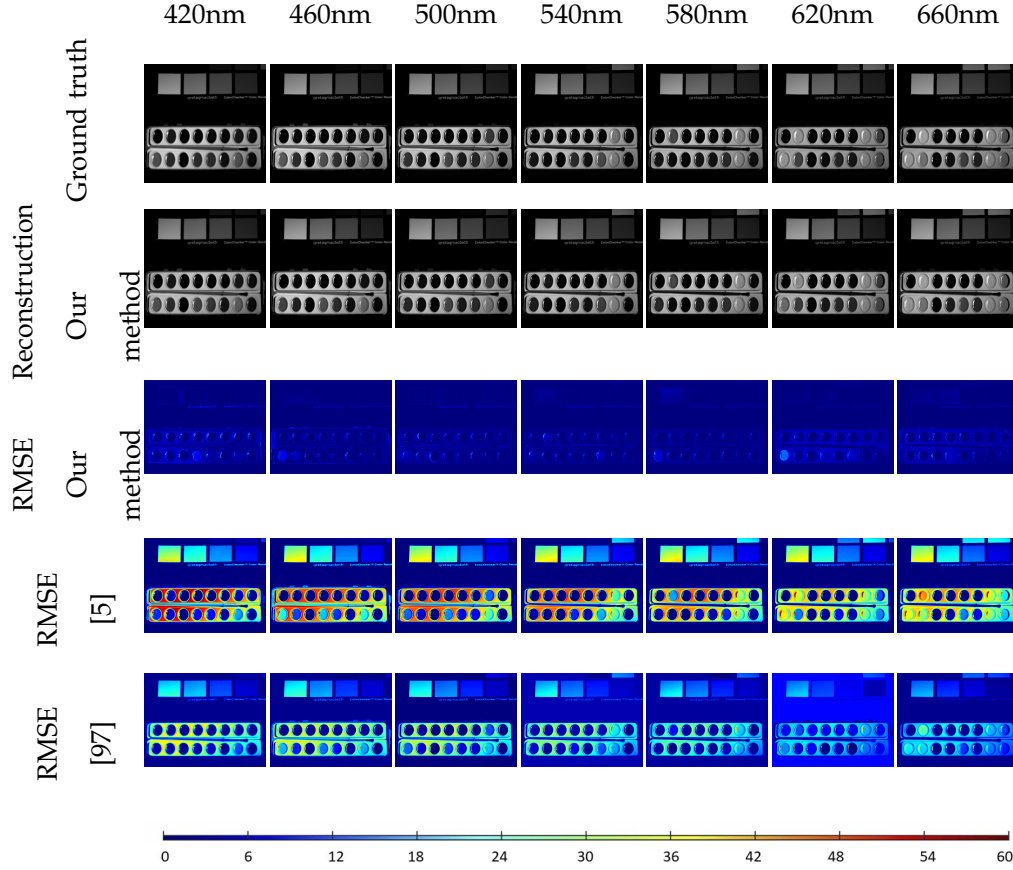 420nm 460nm 500nm 540nm 580nm 620nm 660nm
Ground truth
Reconstruction
Our
method
RMSE
Our
method
RMSE
[5]
RMSE
[97]
0 6 12 18 24 30 36 42 48 54 60